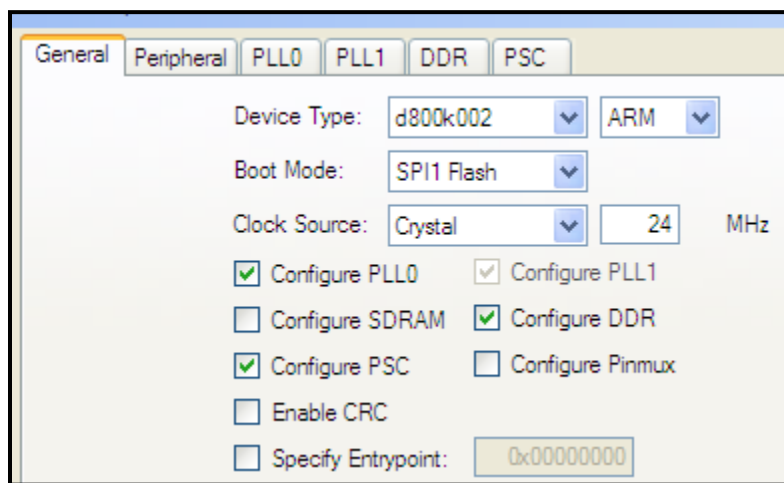 General Peripheral PLL0 PLL1 DDR PSC
Device Type: d800k002 ARM
Boot Mode: SPI1 Flash
Clock Source: Crystal 24 MHz
Configure PLL0 Configure PLL1
Configure SDRAM Configure DDR
Configure PSC Configure Pinmux
Enable CRC
Specify Entrypoint: 0x00000000